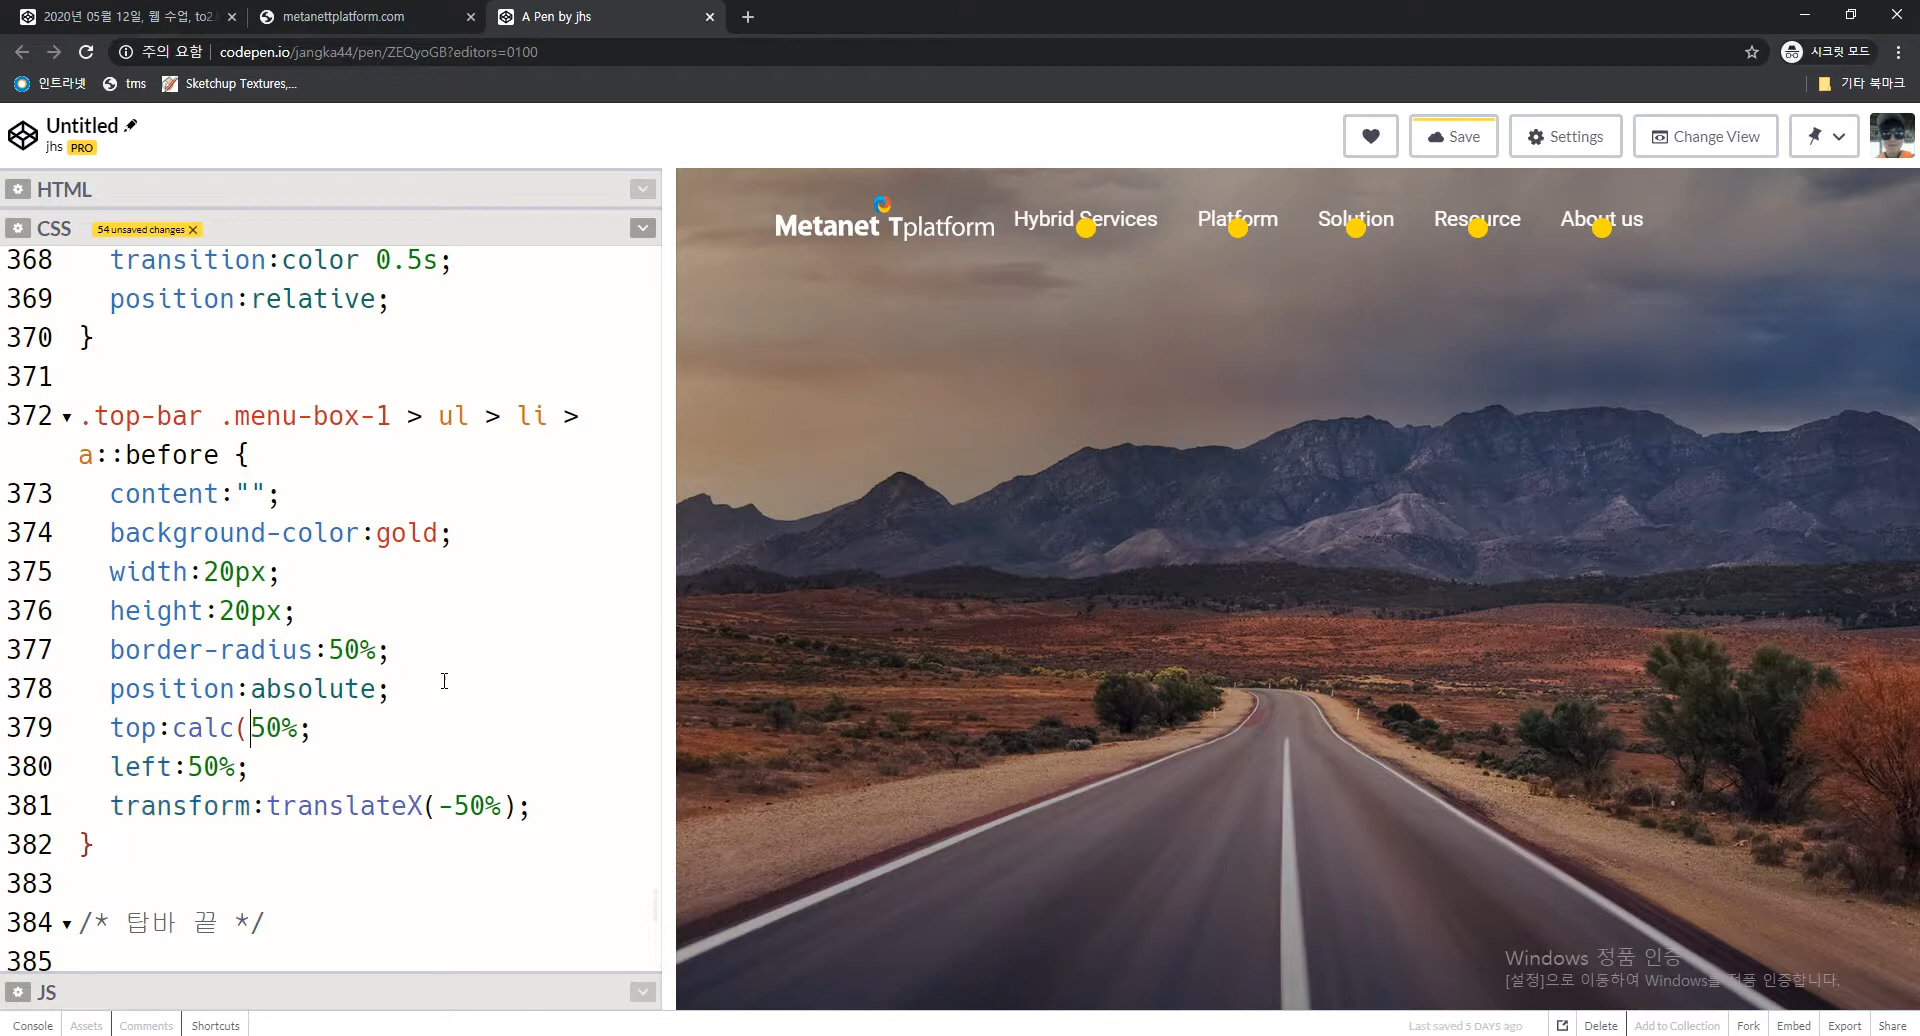 2020년 05월 12일, 웹 수업, to2
metanettplatform.com
A Pen by jhs
주의 요함
codepen.io/jangka44/pen/ZEQyoGB?editors=0100
시크릿 모드
인트라넷
tms
Sketchup Textures,...
기타 북마크
Untitled
jhs PRO
Save
Settings
Change View
HTML
CSS
54 unsaved changes
368 transition:color 0.5s;
369 position:relative;
370 }
371
372 .top-bar .menu-box-1 > ul > li >
a::before {
373 content:"";
374 background-color:gold;
375 width:20px;
376 height:20px;
377 border-radius:50%;
378 position:absolute;
379 top:calc(50%;
380 left:50%;
381 transform:translateX(-50%);
382 }
383
384 /* 탑바 끝 */
385
JS
Metanet Tplatform
Hybrid Services
Platform
Solution
Resource
About us
Windows 정품 인증
[설정]으로 이동하여 Windows를 정품 인증합니다.
Console
Assets
Comments
Shortcuts
Last saved 5 DAYS ago
Delete
Add to Collection
Fork
Embed
Export
Share